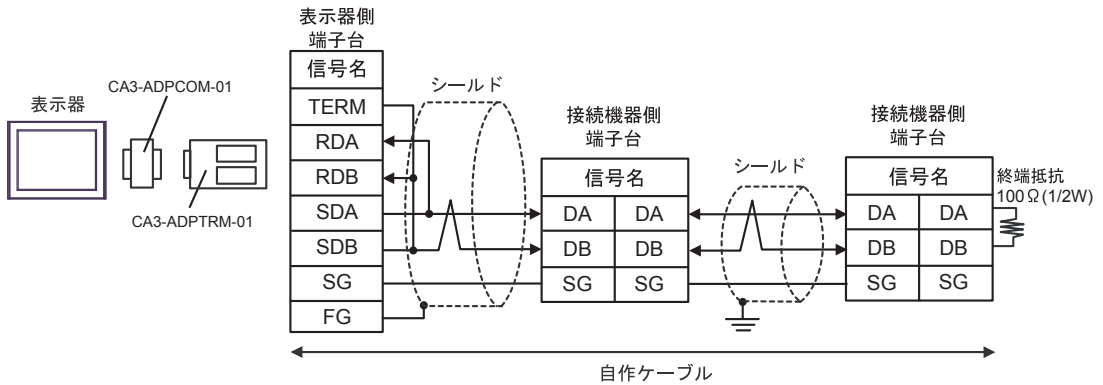 表示器
CA3-ADPCOM-01
CA3-ADPTRM-01
表示器側
端子台
信号名
TERM
RDA
RDB
SDA
SDB
SG
FG
シールド
接続機器側
端子台
信号名
DA DA
DB DB
SG SG
シールド
接続機器側
端子台
信号名
DA DA
DB DB
SG SG
終端抵抗
100Ω(1/2W)
自作ケーブル